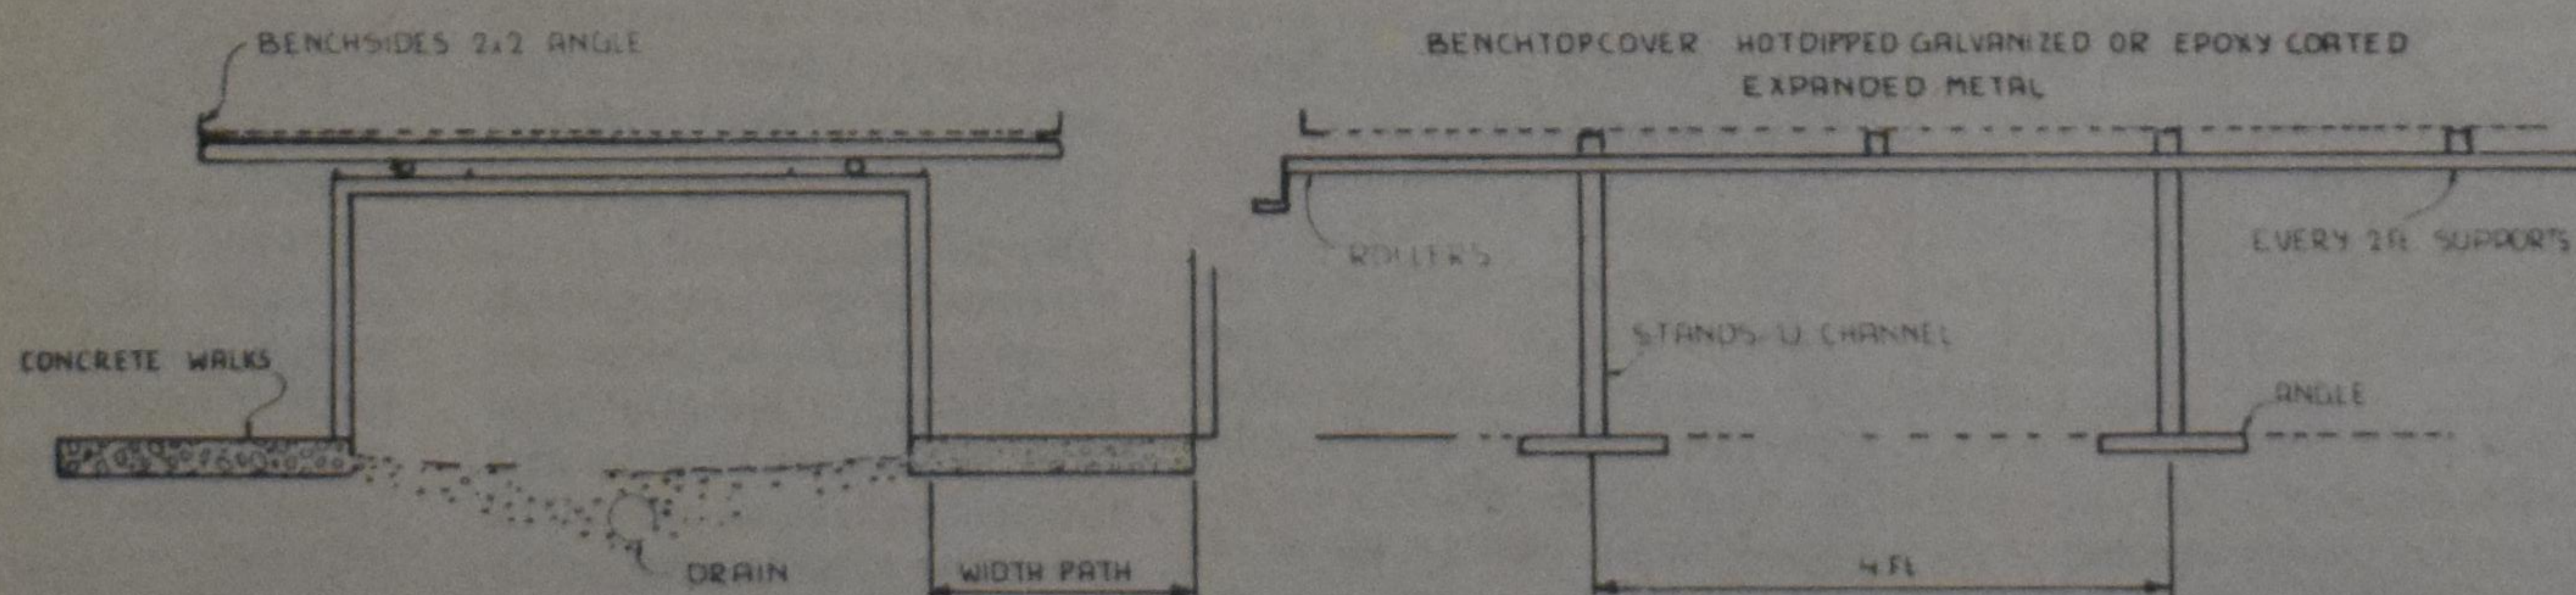 BENCHSIDES 2x2 ANGLE
BENCHTOPCOVER HOTDIPPED GALVANIZED OR EPOXY COATED
EXPANDED METAL
ROLLERS
EVERY 2Ft. SUPPORTS
STANDS U CHANNEL
CONCRETE WALKS
ANGLE
DRAIN
WIDTH PATH
4 Ft